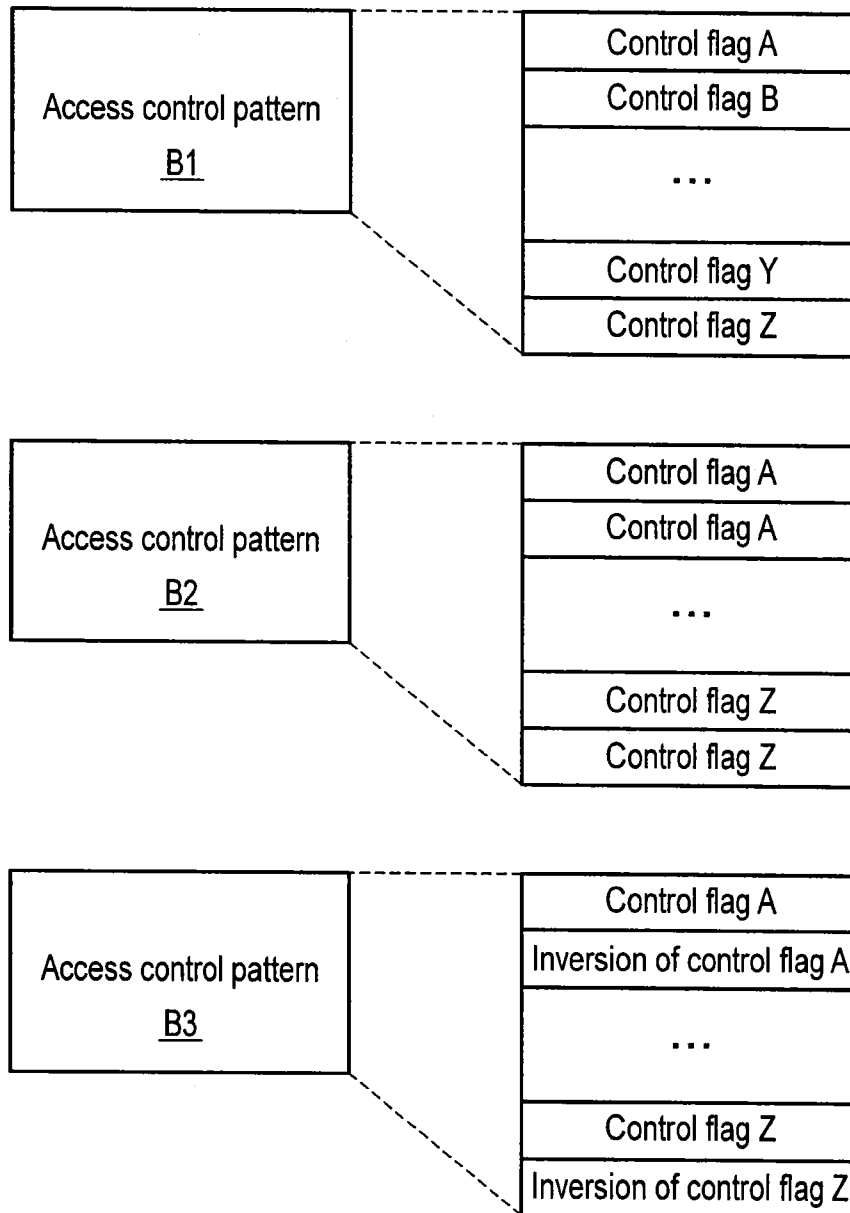 Access control pattern
B1
Control flag A
Control flag B
...
Control flag Y
Control flag Z
Access control pattern
B2
Control flag A
Control flag A
...
Control flag Z
Control flag Z
Access control pattern
B3
Control flag A
Inversion of control flag A
...
Control flag Z
Inversion of control flag Z